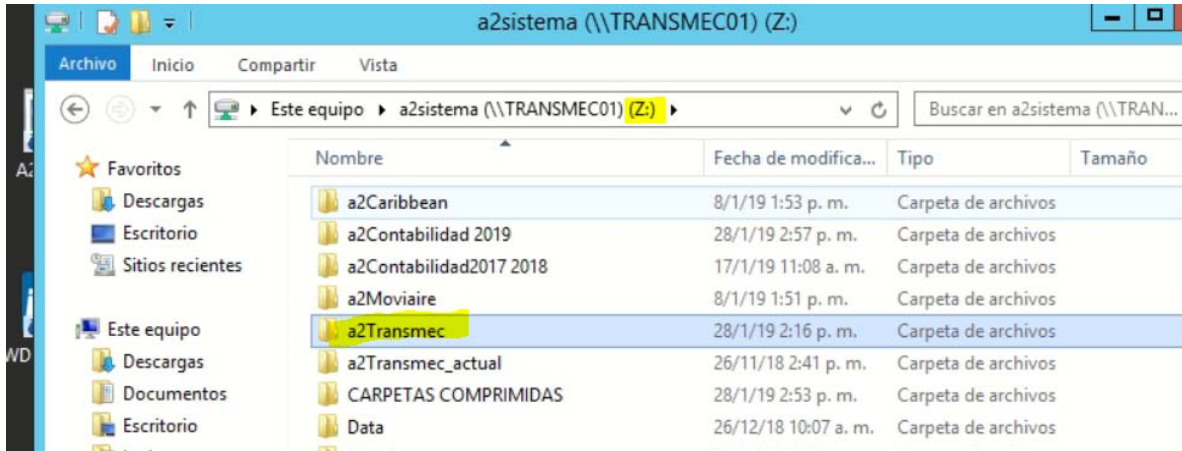 a2sistema (\\TRANSMEC01) (Z:)
Archivo Inicio Compartir Vista
Este equipo a2sistema (\\TRANSMEC01) (Z:) Buscar en a2sistema (\\TRAN...
Nombre Fecha de modifica... Tipo Tamaño
Favoritos
Descargas
Escritorio
Sitios recientes
Este equipo
Descargas
Documentos
Escritorio
a2Caribbean 8/1/19 1:53 p. m. Carpeta de archivos
a2Contabilidad 2019 28/1/19 2:57 p. m. Carpeta de archivos
a2Contabilidad2017 2018 17/1/19 11:08 a. m. Carpeta de archivos
a2Moviaire 8/1/19 1:51 p. m. Carpeta de archivos
a2Transmec 28/1/19 2:16 p. m. Carpeta de archivos
a2Transmec_actual 26/11/18 2:41 p. m. Carpeta de archivos
CARPETAS COMPRIMIDAS 28/1/19 2:53 p. m. Carpeta de archivos
Data 26/12/18 10:07 a. m. Carpeta de archivos
A2
WD